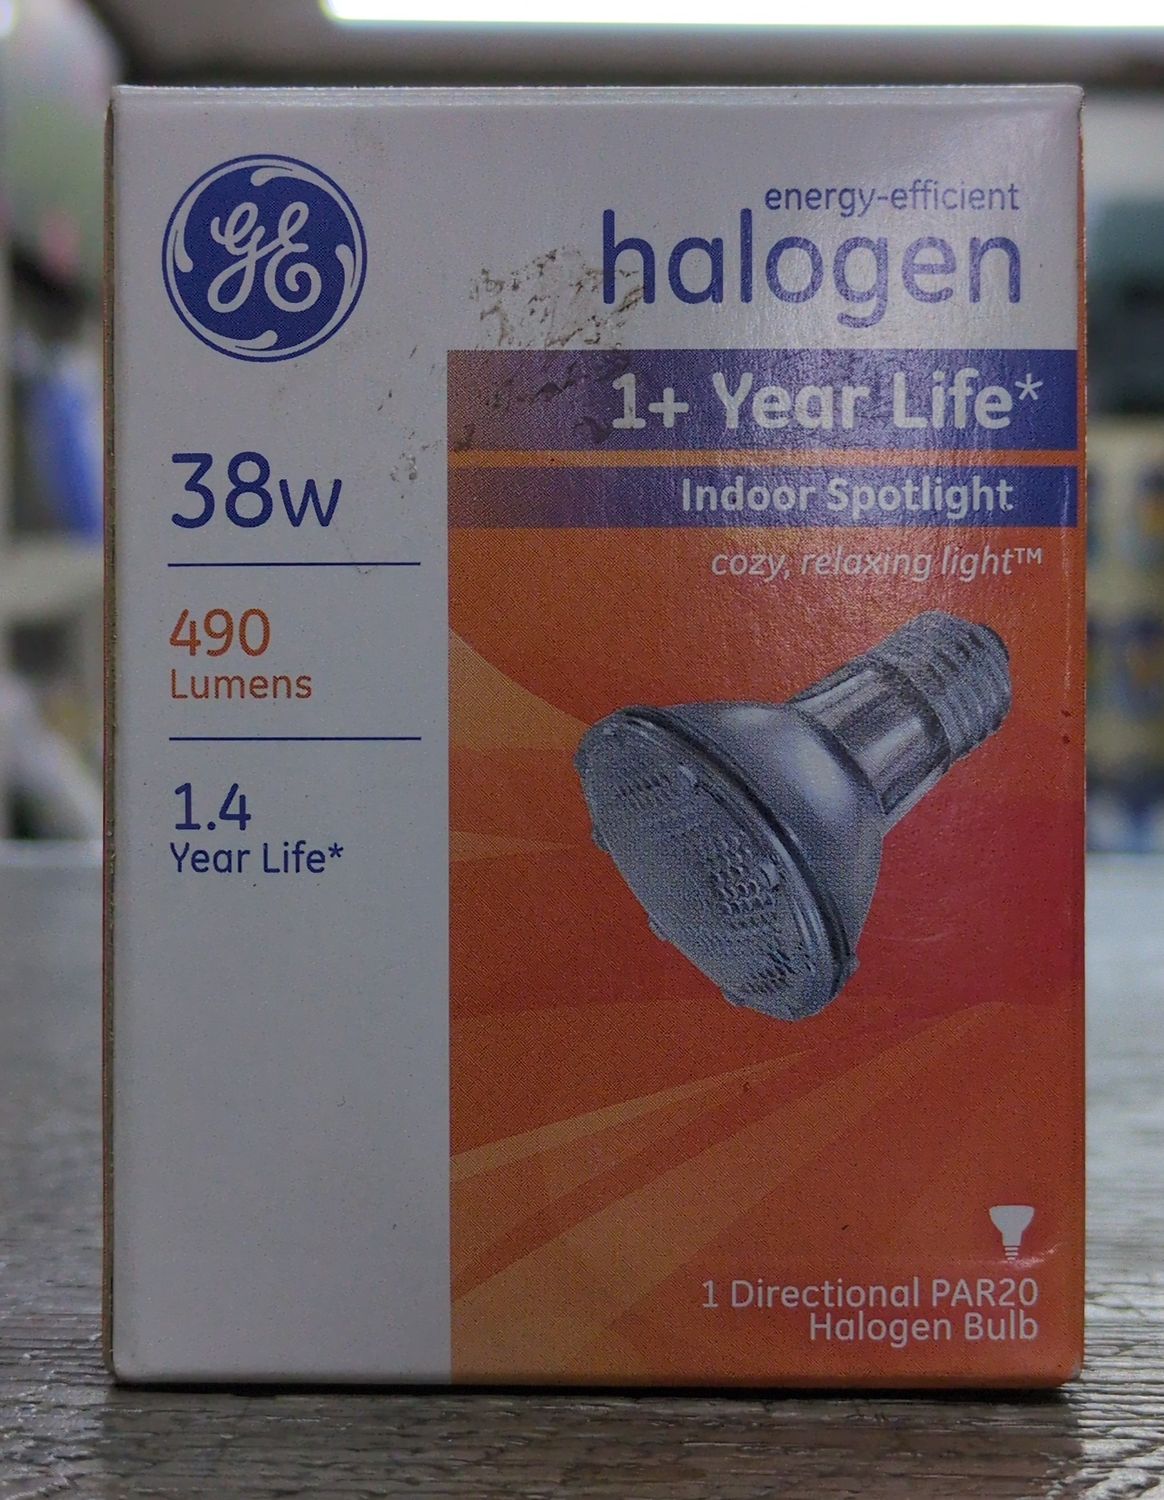 GE
energy-efficient
halogen
1+ Year Life*
Indoor Spotlight
cozy, relaxing light™
38w
490
Lumens
1.4
Year Life*
1 Directional PAR20
Halogen Bulb